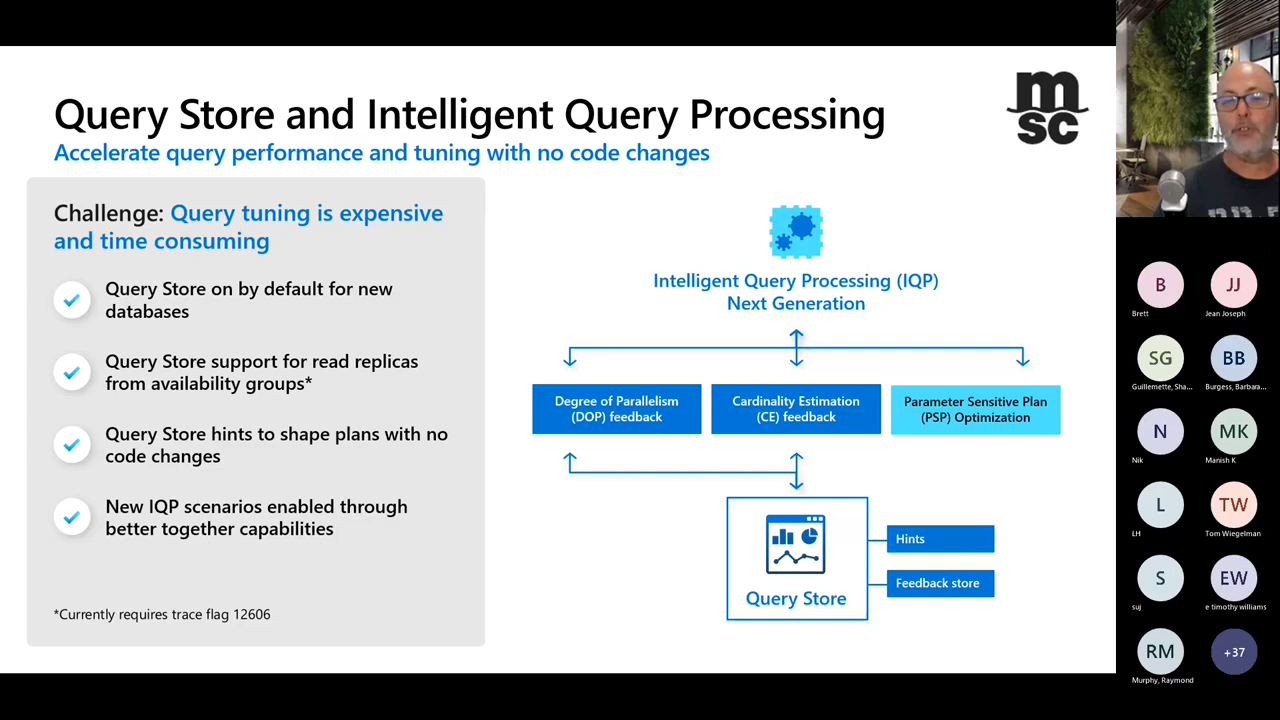 Query Store and Intelligent Query Processing
Accelerate query performance and tuning with no code changes
m
sc
Challenge: Query tuning is expensive
and time consuming
Query Store on by default for new
databases
Query Store support for read replicas
from availability groups*
Query Store hints to shape plans with no
code changes
New IQP scenarios enabled through
better together capabilities
*Currently requires trace flag 12606
Intelligent Query Processing (IQP)
Next Generation
Degree of Parallelism
(DOP) feedback
Cardinality Estimation
(CE) feedback
Parameter Sensitive Plan
(PSP) Optimization
Hints
Feedback store
Query Store
B
JJ
Brett
Jean Joseph
SG
BB
Guillemette, Sha...
Burgess, Barbara...
N
MK
Nik
Manish K
L
TW
LH
Tom Wiegelman
S
EW
suj
e timothy williams
RM
+37
Murphy, Raymond